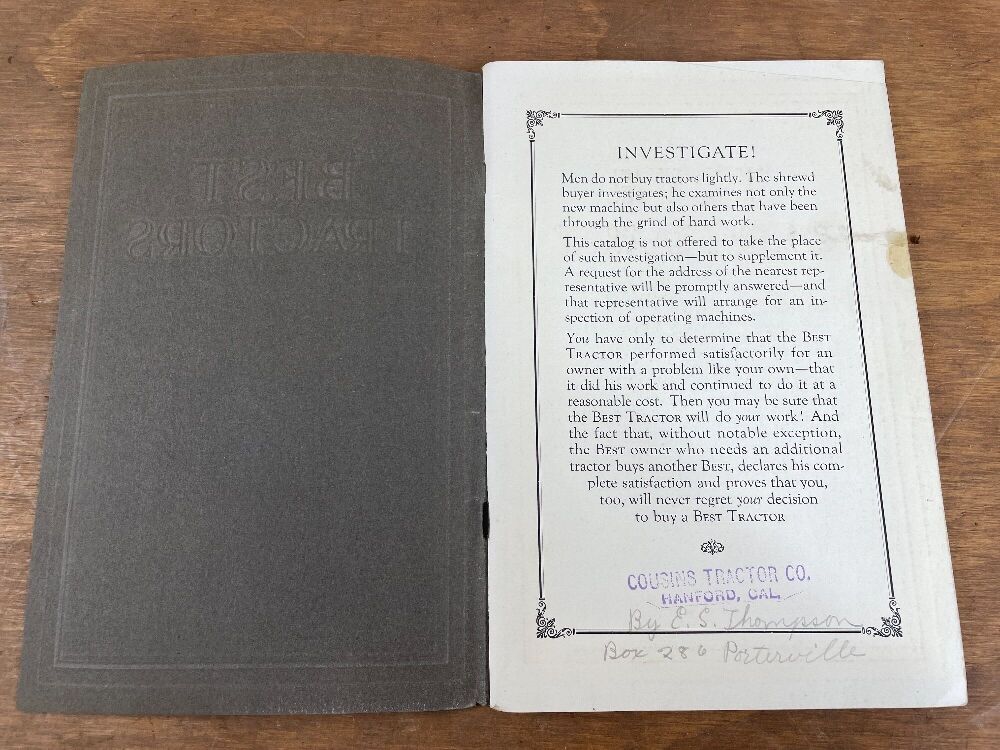 BEST
TRACTORS
INVESTIGATE!
Men do not buy tractors lightly. The shrewd
buyer investigates; he examines not only the
new machine but also others that have been
through the grind of hard work.
This catalog is not offered to take the place
of such investigation—but to supplement it.
A request for the address of the nearest rep-
resentative will be promptly answered—and
that representative will arrange for an in-
spection of operating machines.
You have only to determine that the BEST
TRACTOR performed satisfactorily for an
owner with a problem like your own—that
it did his work and continued to do it at a
reasonable cost. Then you may be sure that
the BEST TRACTOR will do your work! And
the fact that, without notable exception,
the BEST owner who needs an additional
tractor buys another BEST, declares his com-
plete satisfaction and proves that you,
too, will never regret your decision
to buy a BEST TRACTOR
COUSINS TRACTOR CO.
HANFORD, CAL.
By E. S. Thompson
Box 286 Porterville